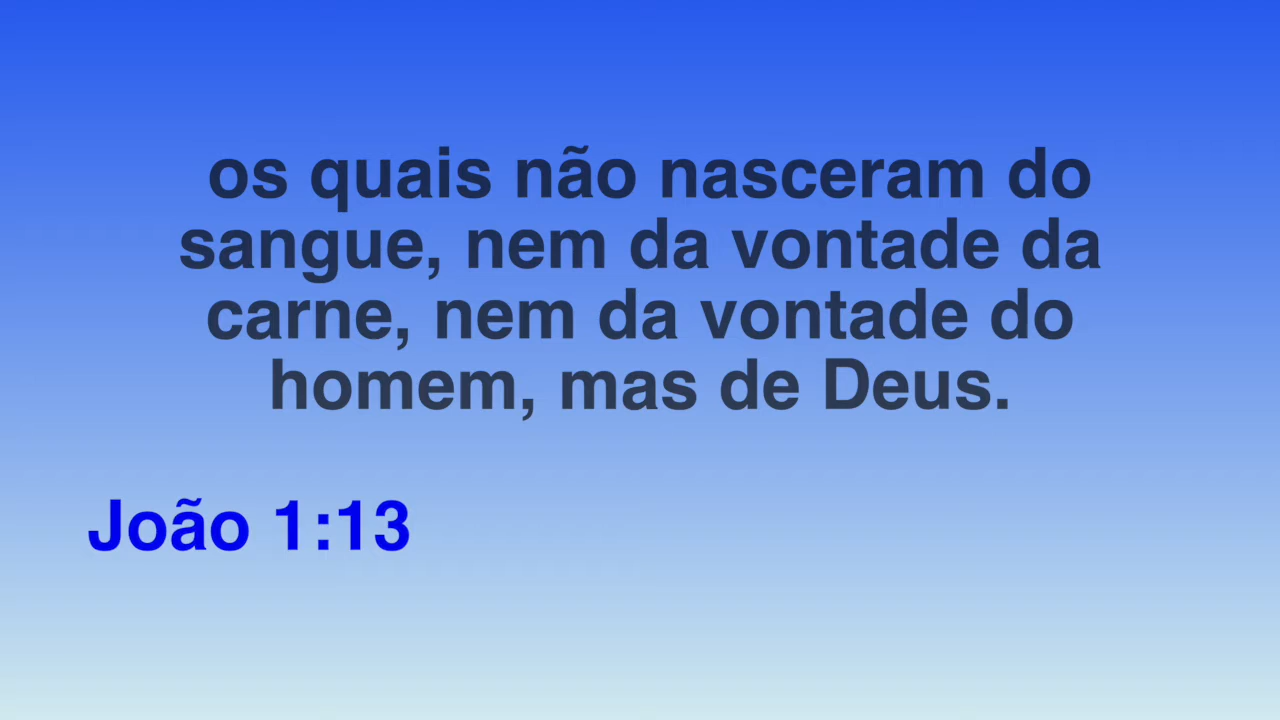 os quais não nasceram do
sangue, nem da vontade da
carne, nem da vontade do
homem, mas de Deus.
João 1:13